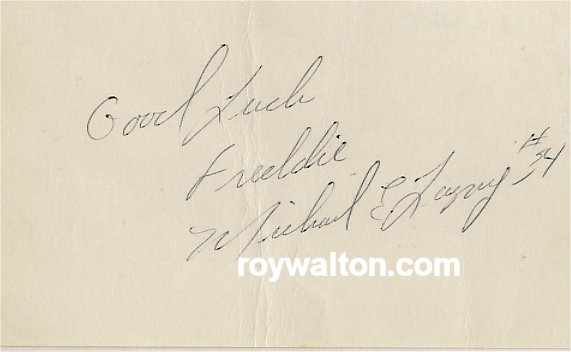 Good Luck
Freddie
Michael E #34
roywalton.com